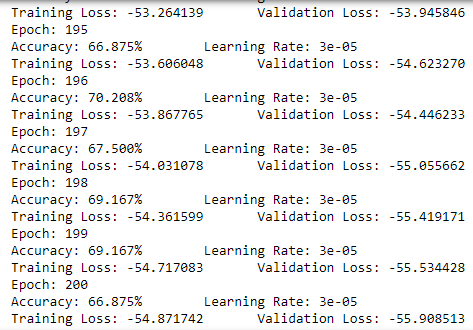 Training Loss: -53.264139 Validation Loss: -53.945846
Epoch: 195
Accuracy: 66.875% Learning Rate: 3e-05
Training Loss: -53.606048 Validation Loss: -54.623270
Epoch: 196
Accuracy: 70.208% Learning Rate: 3e-05
Training Loss: -53.867765 Validation Loss: -54.446233
Epoch: 197
Accuracy: 67.500% Learning Rate: 3e-05
Training Loss: -54.031078 Validation Loss: -55.055662
Epoch: 198
Accuracy: 69.167% Learning Rate: 3e-05
Training Loss: -54.361599 Validation Loss: -55.419171
Epoch: 199
Accuracy: 69.167% Learning Rate: 3e-05
Training Loss: -54.717083 Validation Loss: -55.534428
Epoch: 200
Accuracy: 66.875% Learning Rate: 3e-05
Training Loss: -54.871742 Validation Loss: -55.908513